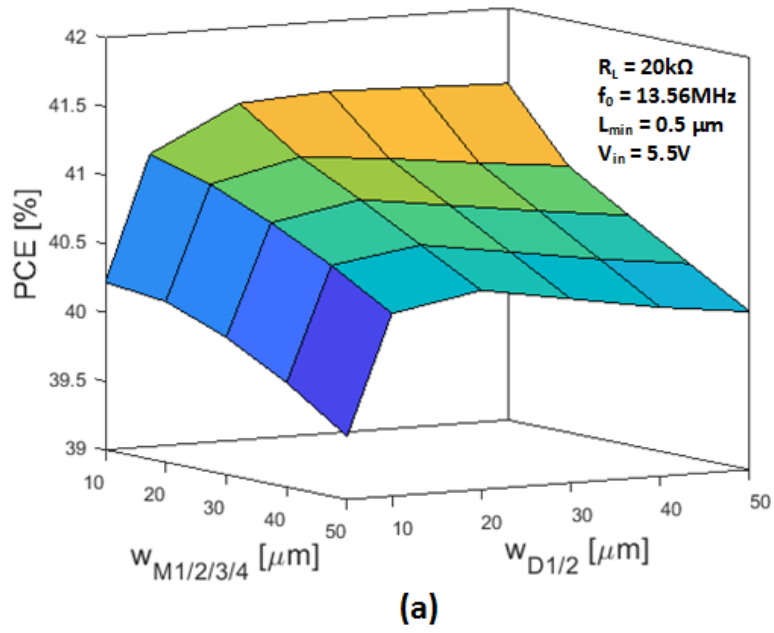 42
41.5
41
40.5
40
39.5
39
PCE [%]
R_L = 20kΩ
f_0 = 13.56MHz
L_min = 0.5 μm
V_in = 5.5V
10
20
30
40
50
w_M1/2/3/4 [μm]
10
20
30
40
50
w_D1/2 [μm]
(a)